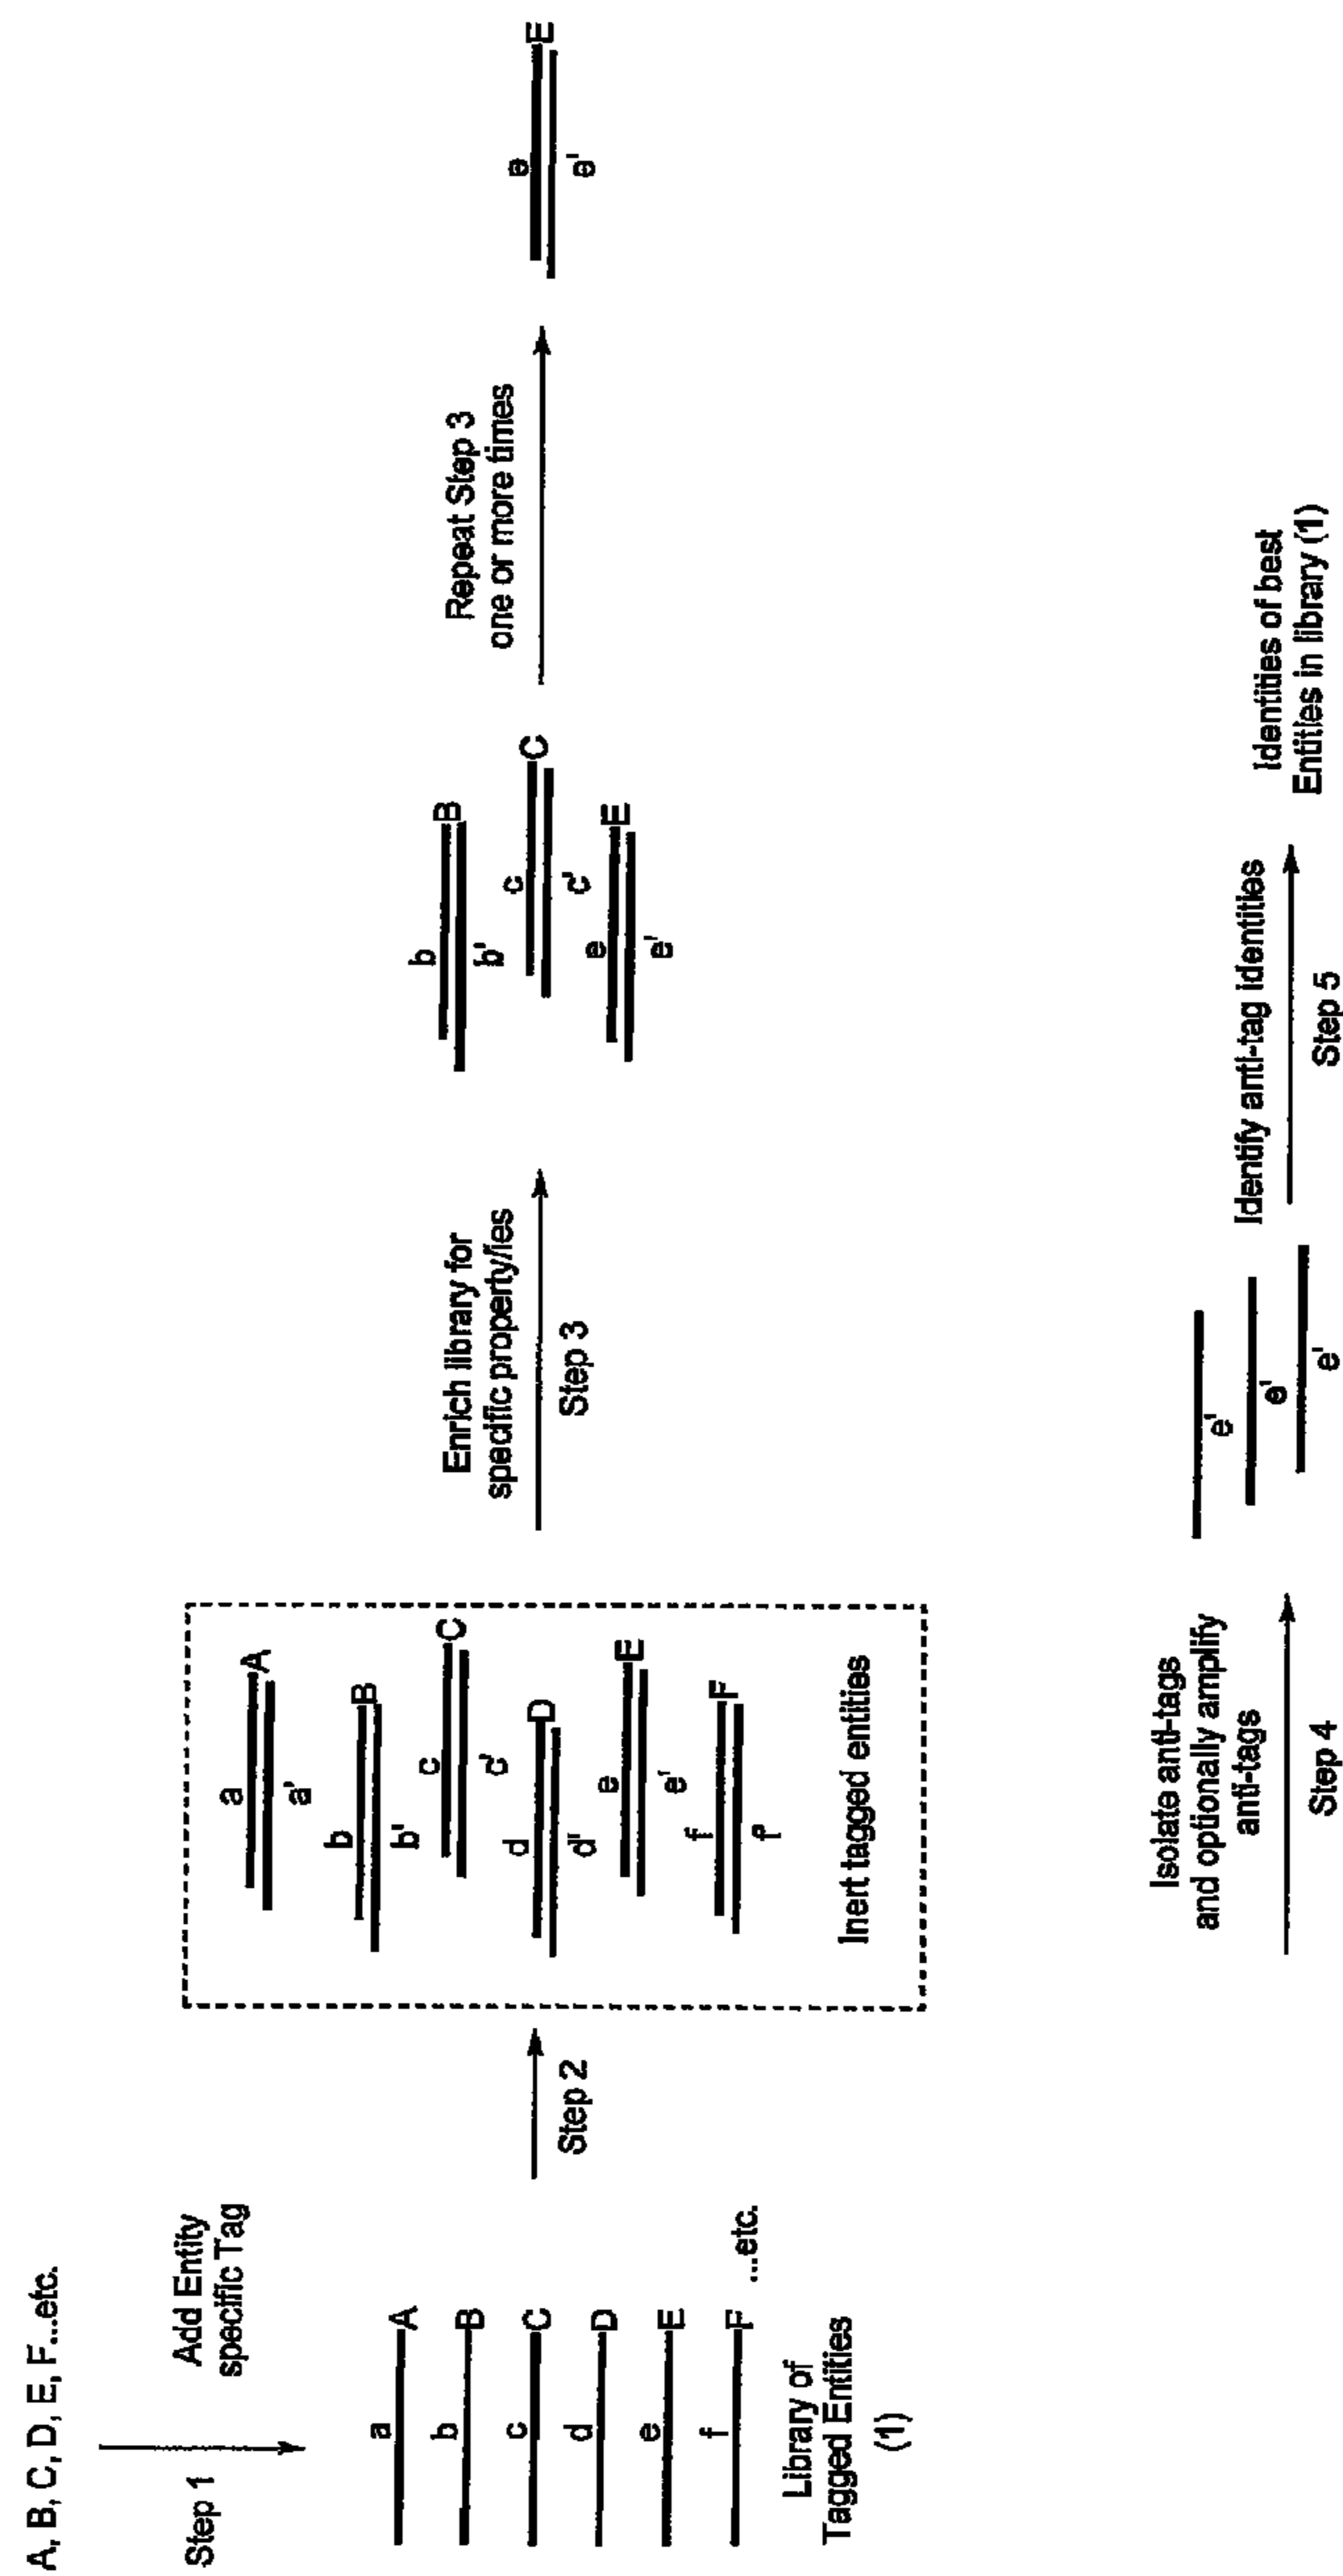 A, B, C, D, E, F...etc.
Step 1
Add Entity
specific Tag
a
A
b
B
c
C
d
D
e
E
f
F
...etc.
Library of
Tagged Entities
(1)
Step 2
a
A
a'
b
B
b'
c
C
c'
d
D
d'
e
E
e'
f
F
f'
Inert tagged entities
Enrich library for
specific property/ies
Step 3
b
B
b'
c
C
c'
e
E
e'
Repeat Step 3
one or more times
e
E
e'
Isolate anti-tags
and optionally amplify
anti-tags
Step 4
e'
e'
e'
Identify anti-tag identities
Step 5
Identities of best
Entities in library (1)